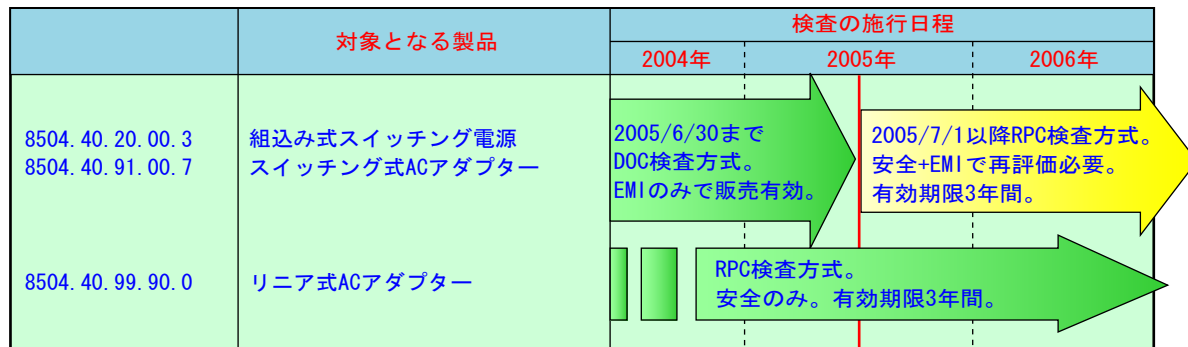 対象となる製品
検査の施行日程
2004年 2005年 2006年
8504.40.20.00.3 組込み式スイッチング電源
8504.40.91.00.7 スイッチング式ACアダプター
2005/6/30まで
DOC検査方式。
EMIのみで販売有効。
2005/7/1以降RPC検査方式。
安全+EMIで再評価必要。
有効期限3年間。
8504.40.99.90.0 リニア式ACアダプター
RPC検査方式。
安全のみ。有効期限3年間。